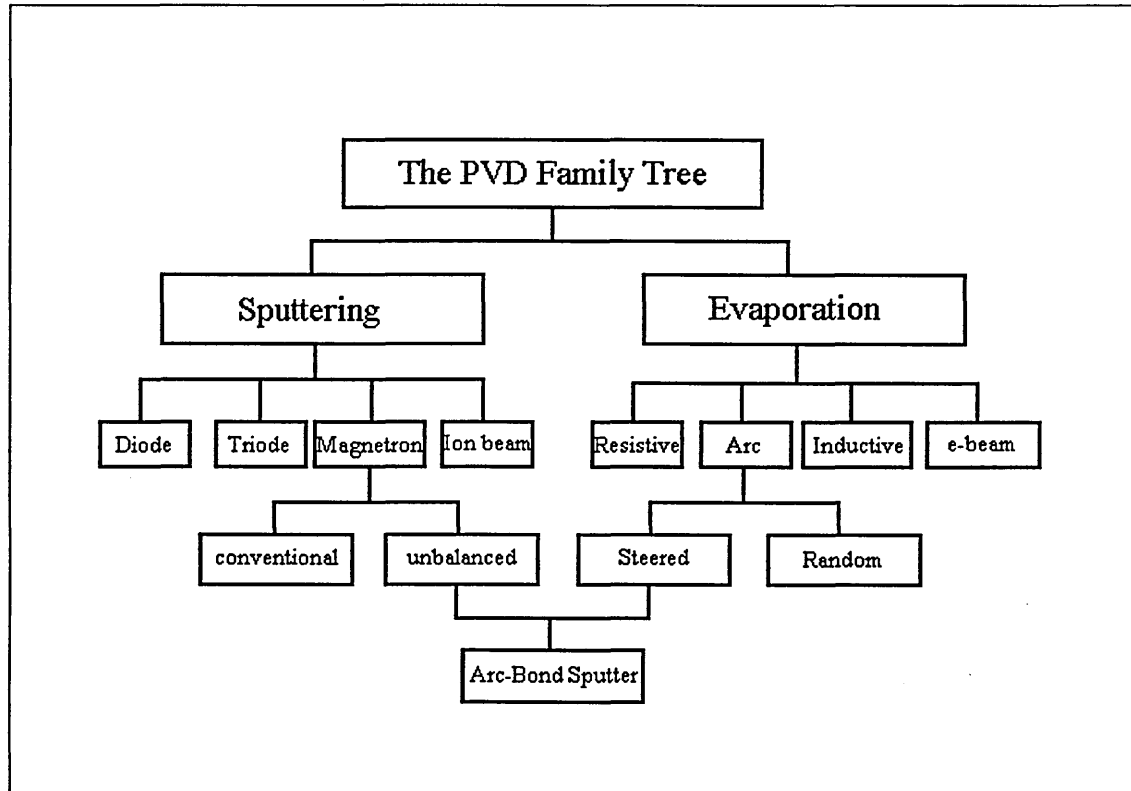 The PVD Family Tree
Sputtering
Evaporation
Diode
Triode
Magnetron
Ion beam
Resistive
Arc
Inductive
e-beam
conventional
unbalanced
Steered
Random
Arc-Bond Sputter